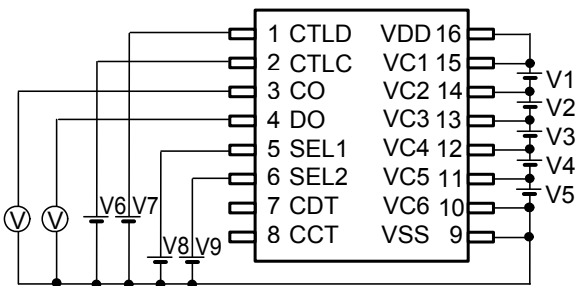 1 CTLD VDD 16
2 CTLC VC1 15
3 CO VC2 14
4 DO VC3 13
5 SEL1 VC4 12
6 SEL2 VC5 11
7 CDT VC6 10
8 CCT VSS 9
V1
V2
V3
V4
V5
V V V6 V7
V8 V9